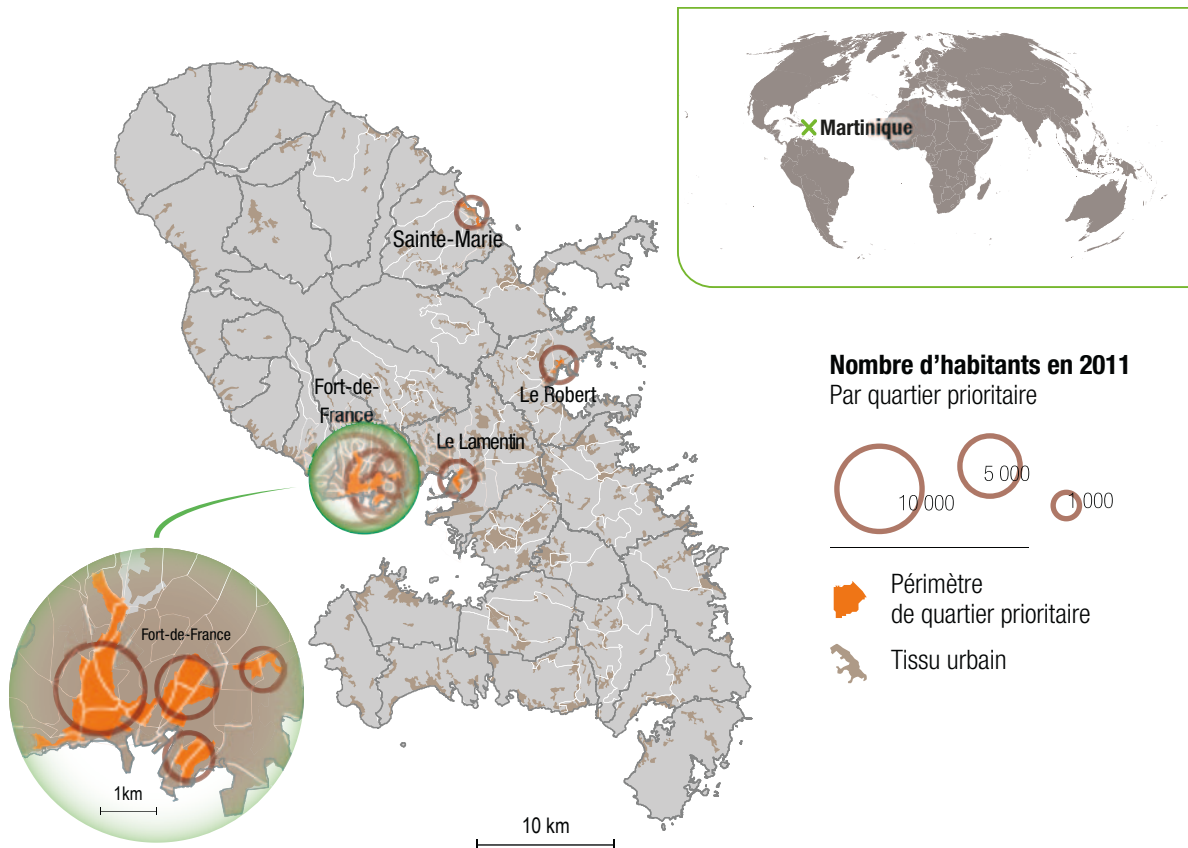 Martinique
Sainte-Marie
Fort-de-
France
Le Robert
Le Lamentin
Nombre d'habitants en 2011
Par quartier prioritaire
10 000
5 000
1 000
Périmètre
de quartier prioritaire
Tissu urbain
Fort-de-France
1km
10 km